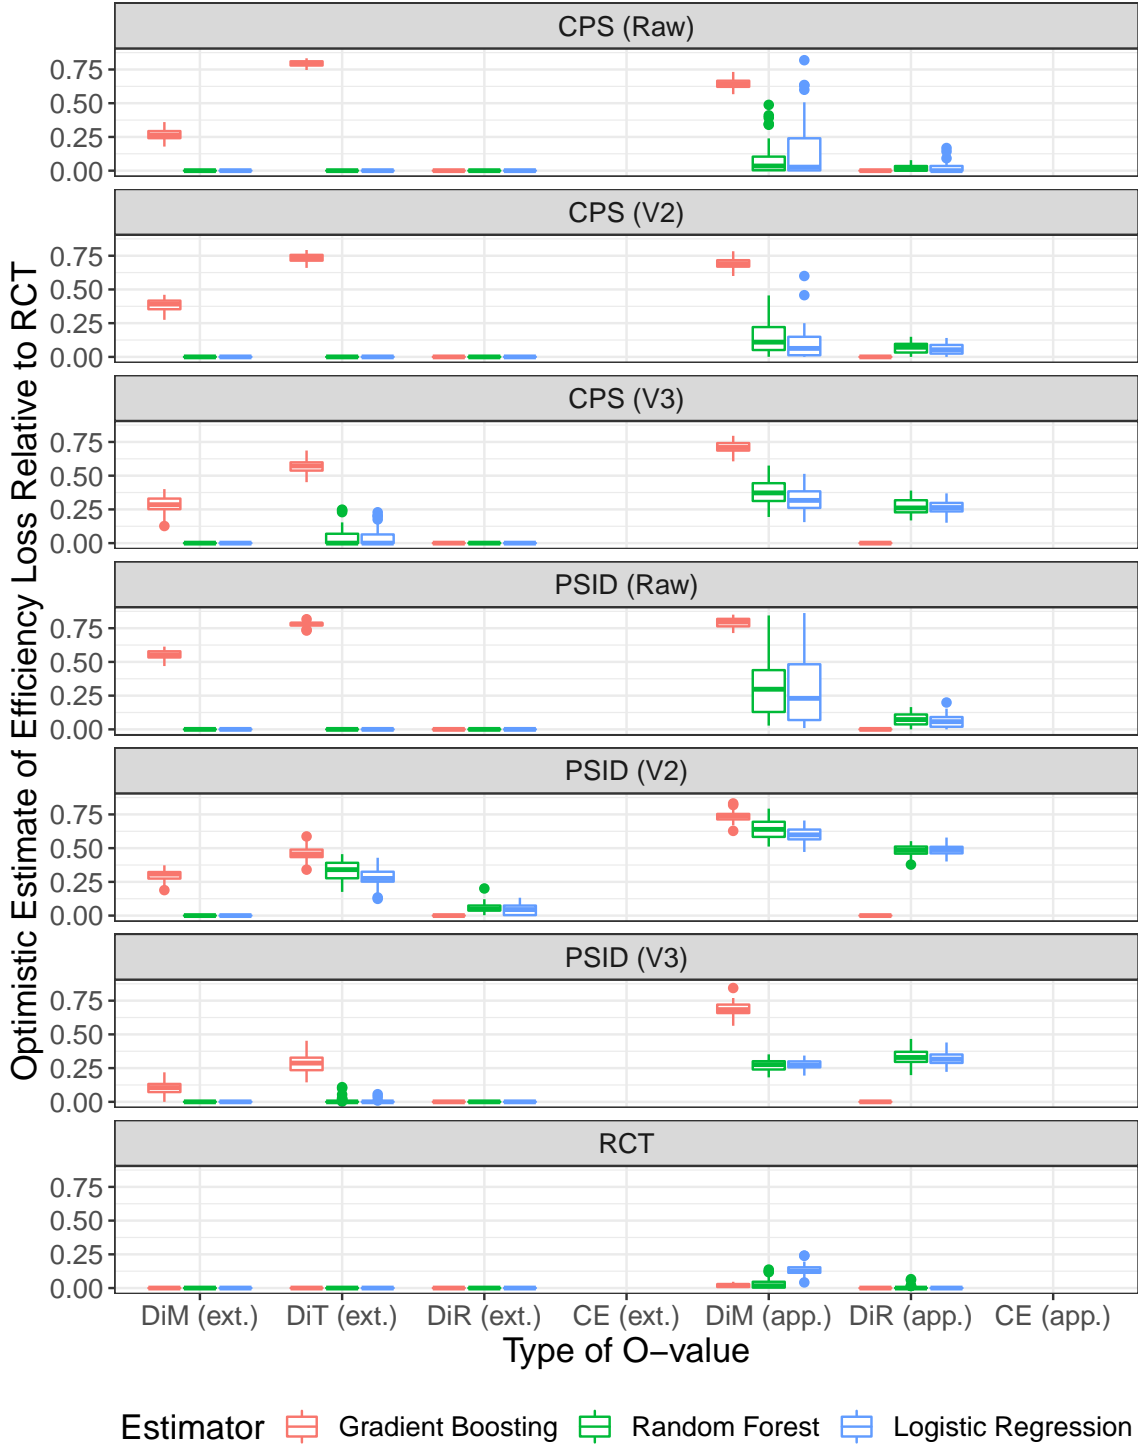 Optimistic Estimate of Efficiency Loss Relative to RCT
CPS (Raw)
0.75
0.50
0.25
0.00
CPS (V2)
0.75
0.50
0.25
0.00
CPS (V3)
0.75
0.50
0.25
0.00
PSID (Raw)
0.75
0.50
0.25
0.00
PSID (V2)
0.75
0.50
0.25
0.00
PSID (V3)
0.75
0.50
0.25
0.00
RCT
0.75
0.50
0.25
0.00
DiM (ext.) DiT (ext.) DiR (ext.) CE (ext.) DiM (app.) DiR (app.) CE (app.)
Type of O−value
Estimator Gradient Boosting Random Forest Logistic Regression